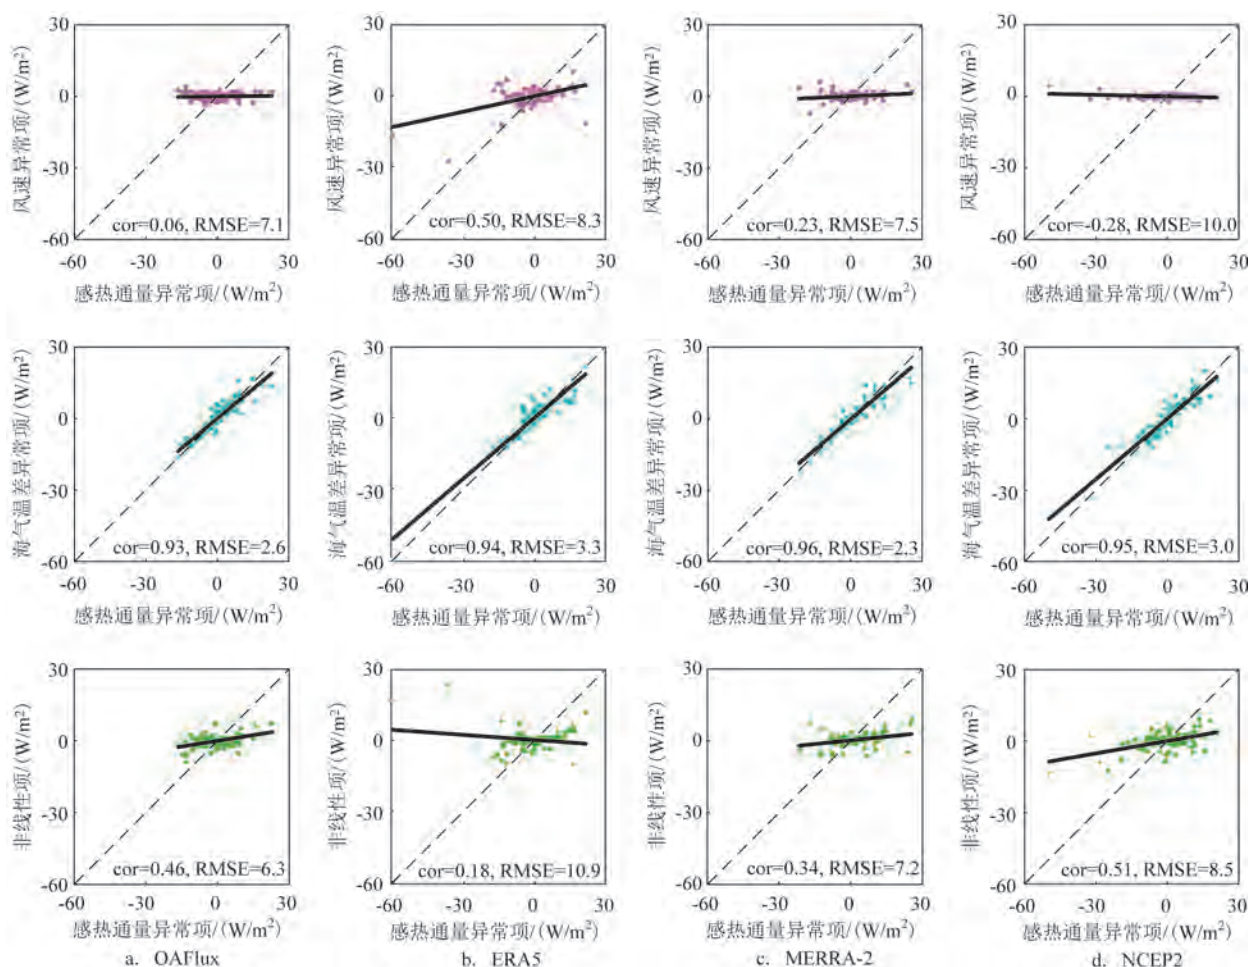 30 30 30 30
0 0 0 0
-30 -30 -30 -30
-60 -60 -60 -60
风速异常项/(W/m²) 风速异常项/(W/m²) 风速异常项/(W/m²) 风速异常项/(W/m²)
cor=0.06, RMSE=7.1 cor=0.50, RMSE=8.3 cor=0.23, RMSE=7.5 cor=-0.28, RMSE=10.0
-60 -30 0 30 -60 -30 0 30 -60 -30 0 30 -60 -30 0 30
感热通量异常项/(W/m²) 感热通量异常项/(W/m²) 感热通量异常项/(W/m²) 感热通量异常项/(W/m²)
30 30 30 30
0 0 0 0
-30 -30 -30 -30
-60 -60 -60 -60
海气温差异常项/(W/m²) 海气温差异常项/(W/m²) 海气温差异常项/(W/m²) 海气温差异常项/(W/m²)
cor=0.93, RMSE=2.6 cor=0.94, RMSE=3.3 cor=0.96, RMSE=2.3 cor=0.95, RMSE=3.0
-60 -30 0 30 -60 -30 0 30 -60 -30 0 30 -60 -30 0 30
感热通量异常项/(W/m²) 感热通量异常项/(W/m²) 感热通量异常项/(W/m²) 感热通量异常项/(W/m²)
30 30 30 30
0 0 0 0
-30 -30 -30 -30
-60 -60 -60 -60
非线性项/(W/m²) 非线性项/(W/m²) 非线性项/(W/m²) 非线性项/(W/m²)
cor=0.46, RMSE=6.3 cor=0.18, RMSE=10.9 cor=0.34, RMSE=7.2 cor=0.51, RMSE=8.5
-60 -30 0 30 -60 -30 0 30 -60 -30 0 30 -60 -30 0 30
感热通量异常项/(W/m²) 感热通量异常项/(W/m²) 感热通量异常项/(W/m²) 感热通量异常项/(W/m²)
a. OAFlux b. ERA5 c. MERRA-2 d. NCEP2